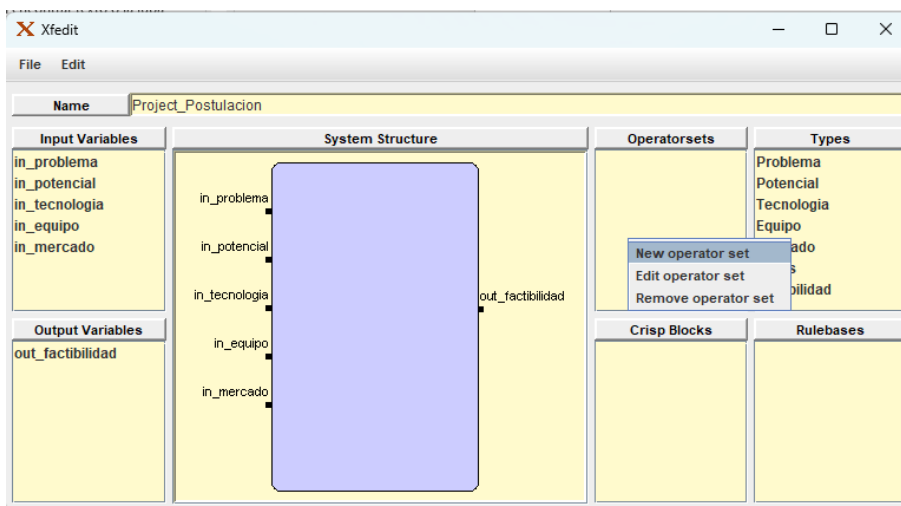 Xfedit
File Edit
Name Project_Postulacion
Input Variables
in_problema
in_potencial
in_tecnologia
in_equipo
in_mercado
Output Variables
out_factibilidad
System Structure
in_problema
in_potencial
in_tecnologia
in_equipo
in_mercado
out_factibilidad
Operatorsets
New operator set
Edit operator set
Remove operator set
Types
Problema
Potencial
Tecnologia
Equipo
ado
s
bilidad
Crisp Blocks
Rulebases